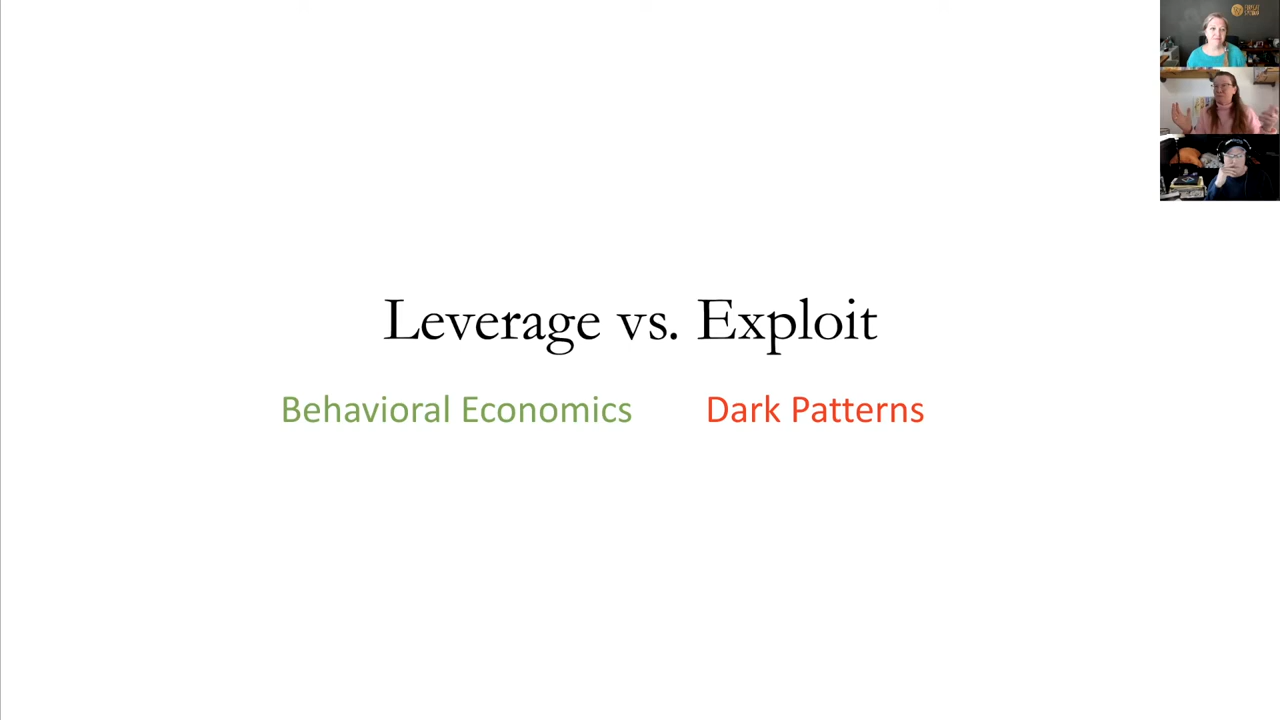 Leverage vs. Exploit
Behavioral Economics
Dark Patterns